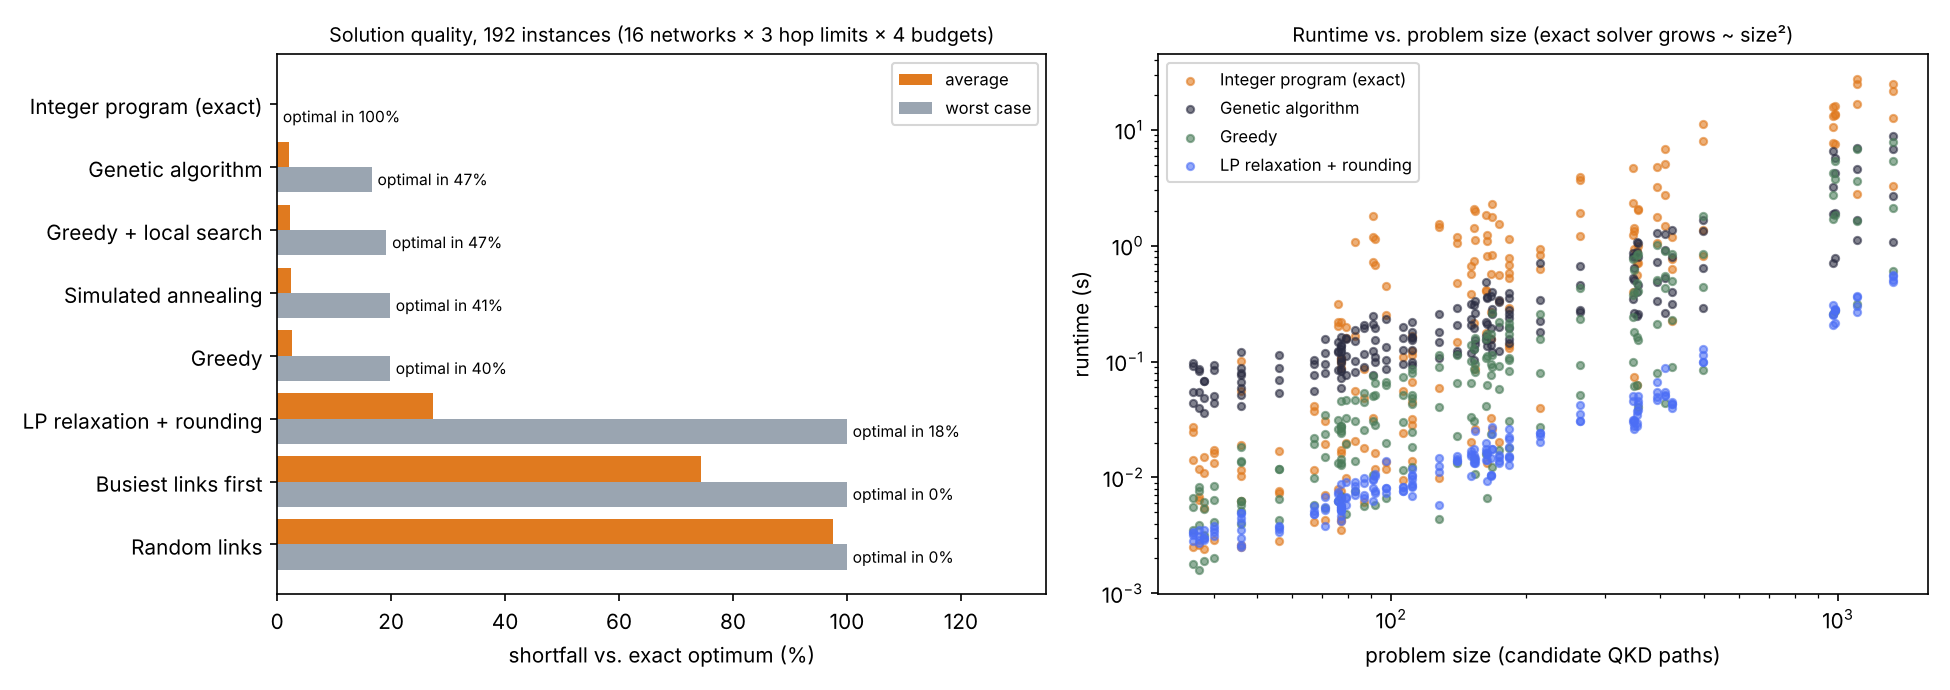 Solution quality, 192 instances (16 networks × 3 hop limits × 4 budgets)
average
worst case
Integer program (exact)
optimal in 100%
Genetic algorithm
optimal in 47%
Greedy + local search
optimal in 47%
Simulated annealing
optimal in 41%
Greedy
optimal in 40%
LP relaxation + rounding
optimal in 18%
Busiest links first
optimal in 0%
Random links
optimal in 0%
0 20 40 60 80 100 120
shortfall vs. exact optimum (%)
Runtime vs. problem size (exact solver grows ~ size²)
Integer program (exact)
Genetic algorithm
Greedy
LP relaxation + rounding
runtime (s)
10¹
10⁰
10⁻¹
10⁻²
10⁻³
10² 10³
problem size (candidate QKD paths)